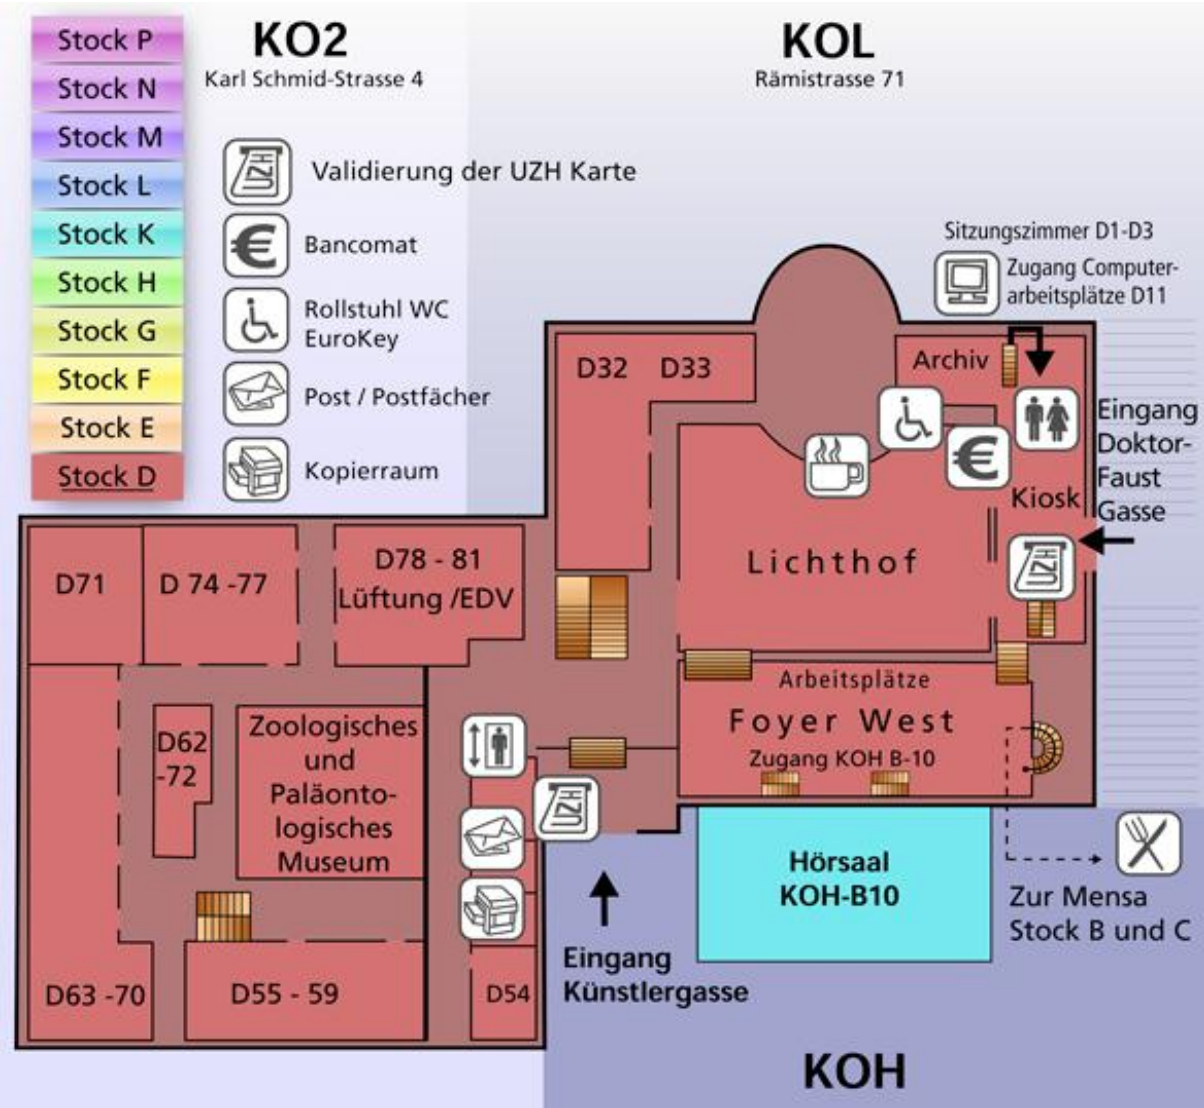 Stock P
Stock N
Stock M
Stock L
Stock K
Stock H
Stock G
Stock F
Stock E
Stock D
KO2
Karl Schmid-Strasse 4
KOL
Rämistrasse 71
UZH
Validierung der UZH Karte
€
Bancomat
Rollstuhl WC
EuroKey
Post / Postfächer
Kopierraum
Sitzungszimmer D1-D3
Zugang Computer-
arbeitsplätze D11
D32
D33
Archiv
Eingang
Doktor-
Faust
Gasse
€
Kiosk
UZH
Lichthof
D71
D 74 -77
D78 - 81
Lüftung /EDV
Arbeitsplätze
Foyer West
Zugang KOH B-10
D62
-72
Zoologisches
und
Paläonto-
logisches
Museum
UZH
Hörsaal
KOH-B10
Zur Mensa
Stock B und C
Eingang
Künstlergasse
D63 -70
D55 - 59
D54
KOH